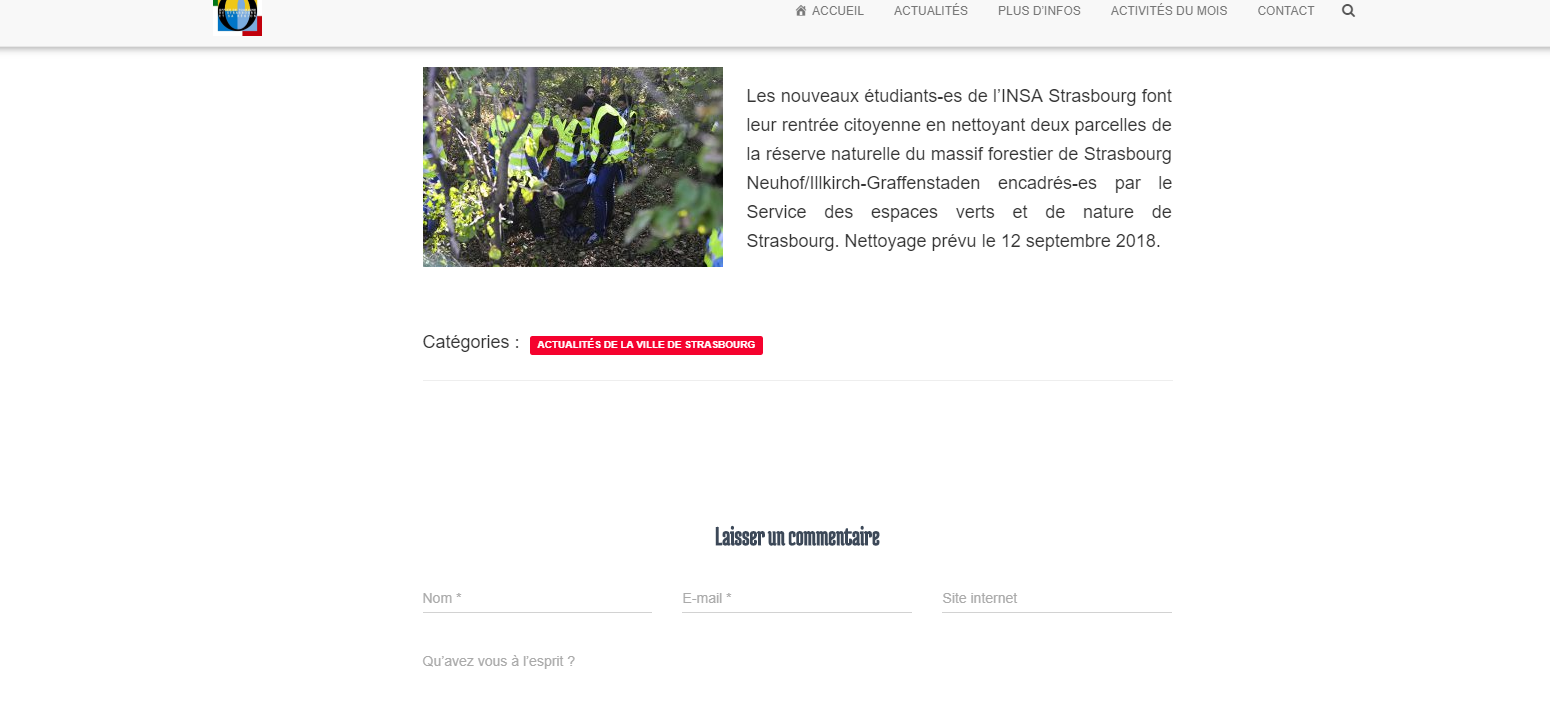 ACCUEIL ACTUALITÉS PLUS D'INFOS ACTIVITÉS DU MOIS CONTACT
Les nouveaux étudiants-es de l’INSA Strasbourg font
leur rentrée citoyenne en nettoyant deux parcelles de
la réserve naturelle du massif forestier de Strasbourg
Neuhof/Illkirch-Graffenstaden encadrés-es par le
Service des espaces verts et de nature de
Strasbourg. Nettoyage prévu le 12 septembre 2018.
Catégories : ACTUALITÉS DE LA VILLE DE STRASBOURG
Laisser un commentaire
Nom * E-mail * Site internet
Qu’avez vous à l’esprit ?